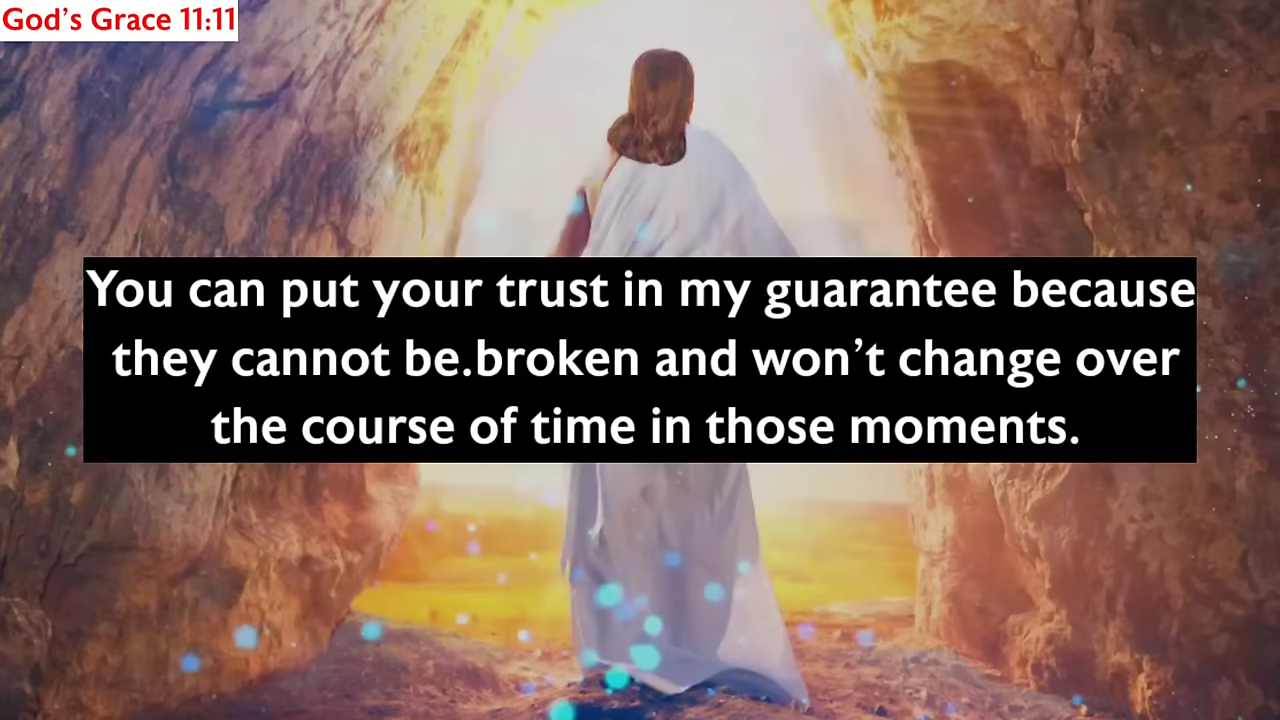 God's Grace 11:11
You can put your trust in my guarantee because
they cannot be.broken and won't change over
the course of time in those moments.